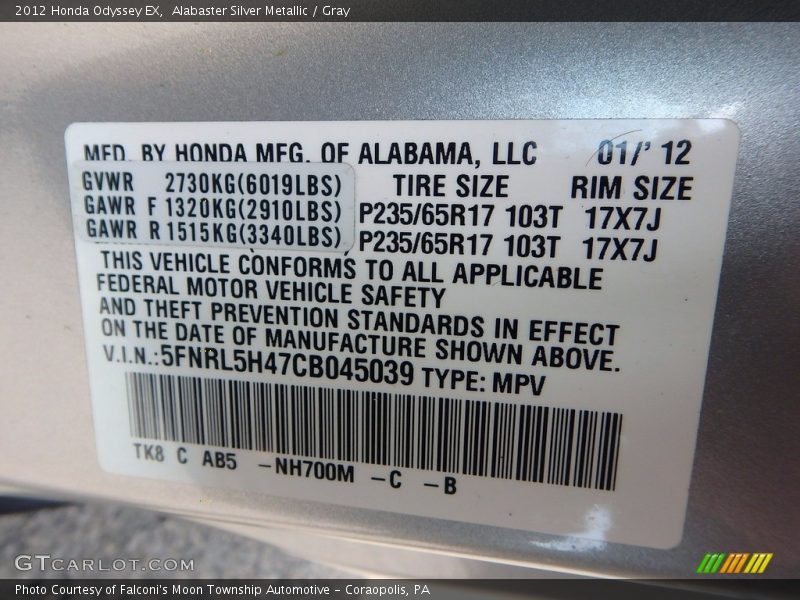 2012 Honda Odyssey EX,  Alabaster Silver Metallic / Gray
MFD. BY HONDA MFG. OF ALABAMA, LLC 01/' 12
GVWR 2730KG(6019LBS) TIRE SIZE RIM SIZE
GAWR F 1320KG(2910LBS) P235/65R17 103T 17X7J
GAWR R 1515KG(3340LBS) P235/65R17 103T 17X7J
THIS VEHICLE CONFORMS TO ALL APPLICABLE
FEDERAL MOTOR VEHICLE SAFETY
AND THEFT PREVENTION STANDARDS IN EFFECT
ON THE DATE OF MANUFACTURE SHOWN ABOVE.
V.I.N.:5FNRL5H47CB045039 TYPE: MPV
TK8 C AB5 –NH700M –C –B
GTCARLOT.COM
Photo Courtesy of Falconi's Moon Township Automotive – Coraopolis, PA